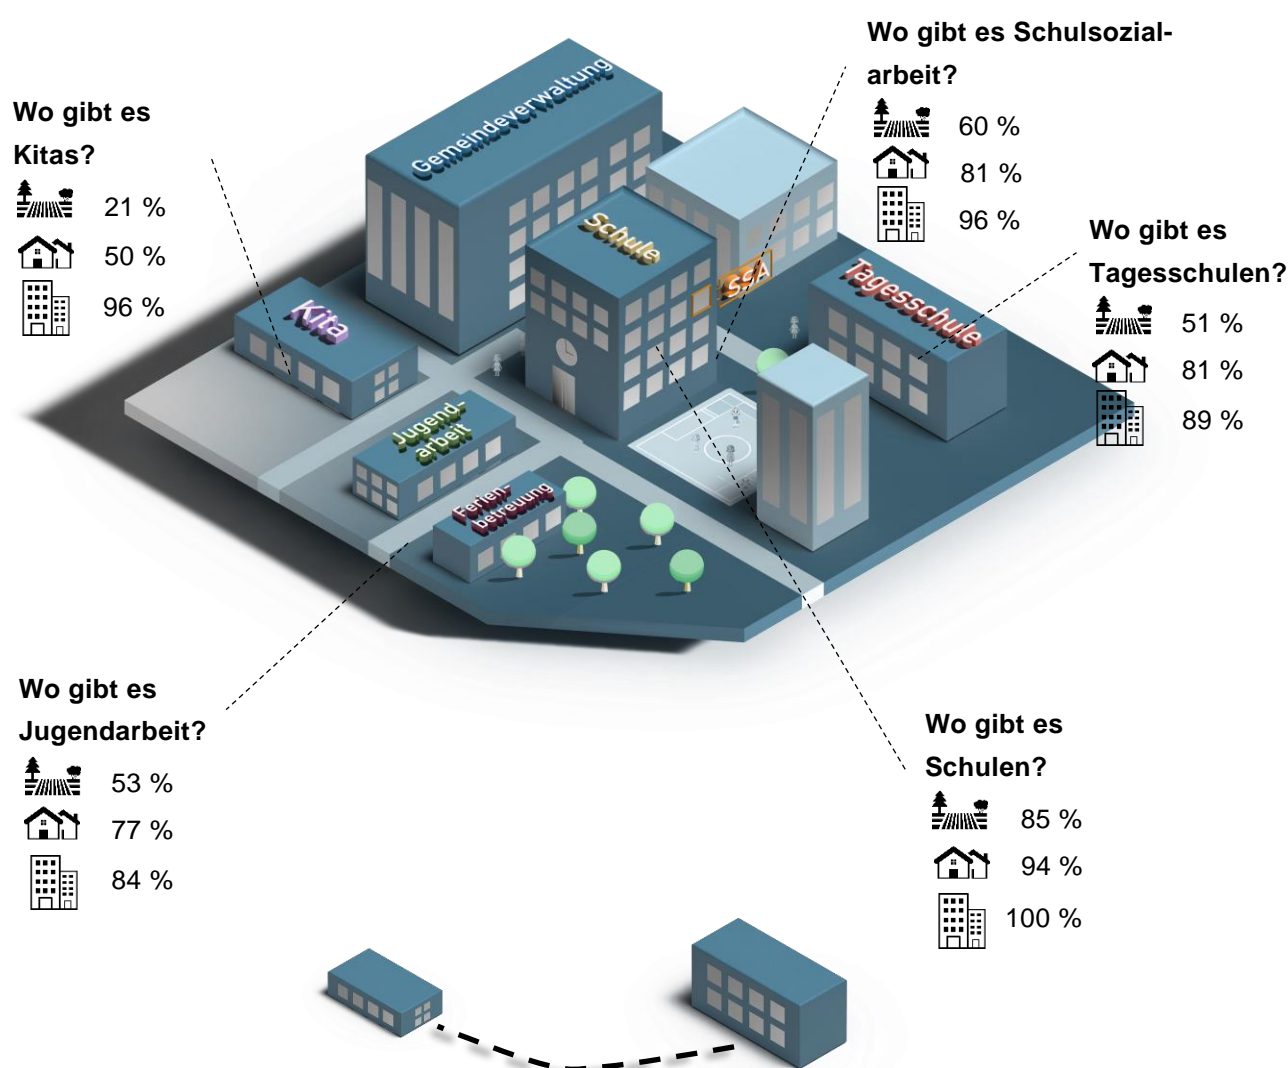 Wo gibt es Schulsozial-
arbeit?
60 %
81 %
96 %
Wo gibt es
Kitas?
21 %
50 %
96 %
Wo gibt es
Tagesschulen?
51 %
81 %
89 %
Gemeindeverwaltung
Schule
SSA
Tagesschule
Kita
Jugend-
arbeit
Ferien-
betreuung
Wo gibt es
Jugendarbeit?
53 %
77 %
84 %
Wo gibt es
Schulen?
85 %
94 %
100 %